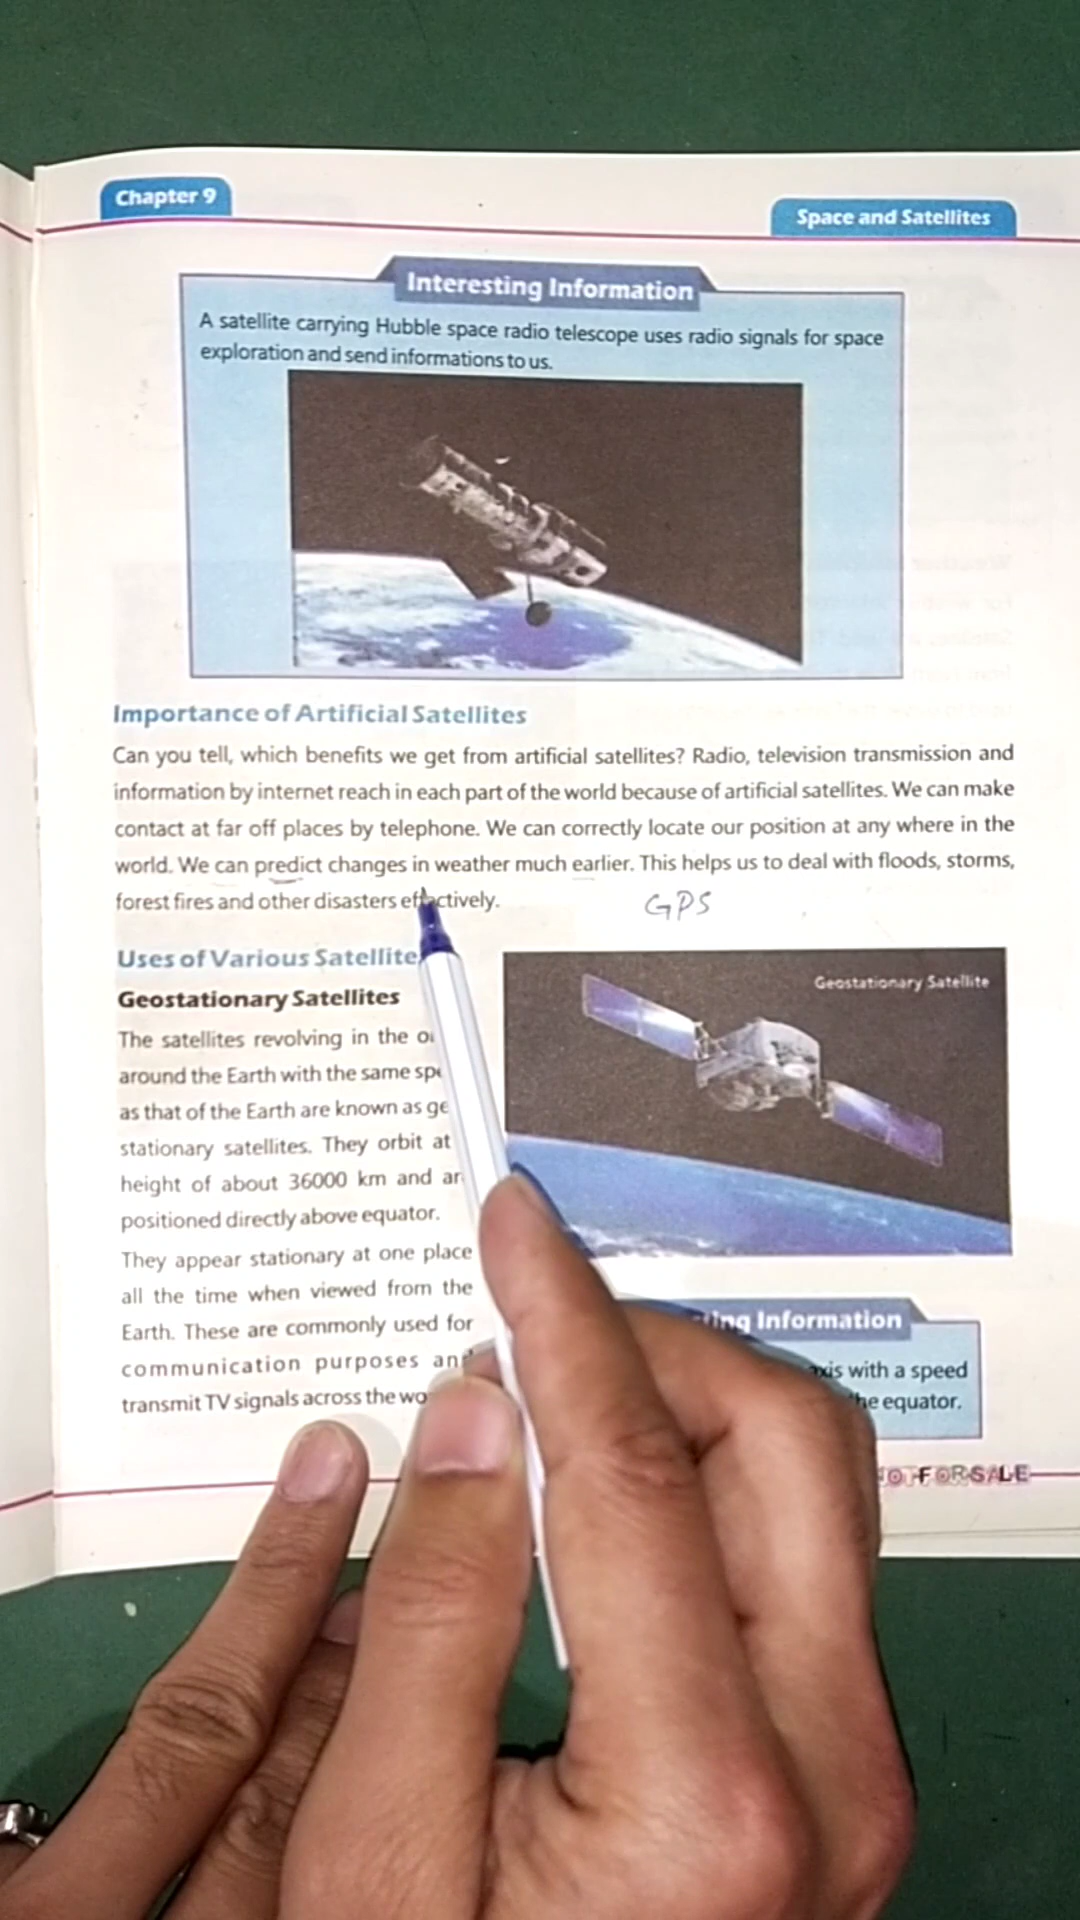 Chapter 9
Space and Satellites
Interesting Information
A satellite carrying Hubble space radio telescope uses radio signals for space
exploration and send informations to us.
Importance of Artificial Satellites
Can you tell, which benefits we get from artificial satellites? Radio, television transmission and
information by internet reach in each part of the world because of artificial satellites. We can make
contact at far off places by telephone. We can correctly locate our position at any where in the
world. We can predict changes in weather much earlier. This helps us to deal with floods, storms,
forest fires and other disasters effectively.
GPS
Uses of Various Satellite
Geostationary Satellites
Geostationary Satellite
The satellites revolving in the
around the Earth with the same
as that of the Earth are known as
stationary satellites. They orbit at
height of about 36000 km and
positioned directly above equator.
They appear stationary at one place
all the time when viewed from the
Earth. These are commonly used for
communication purposes and
transmit TV signals across the
Information
with a speed
equator.
FOR SALE